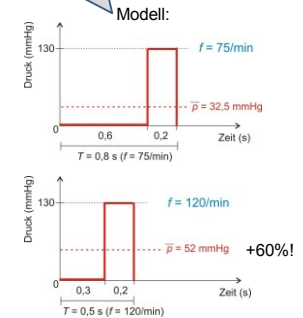 Modell:
Druck (mmHg)
130
f = 75/min
p̅ = 32,5 mmHg
0
0,6
0,2
Zeit (s)
T = 0,8 s (f = 75/min)
Druck (mmHg)
130
f = 120/min
p̅ = 52 mmHg
+60%!
0
0,3
0,2
Zeit (s)
T = 0,5 s (f = 120/min)